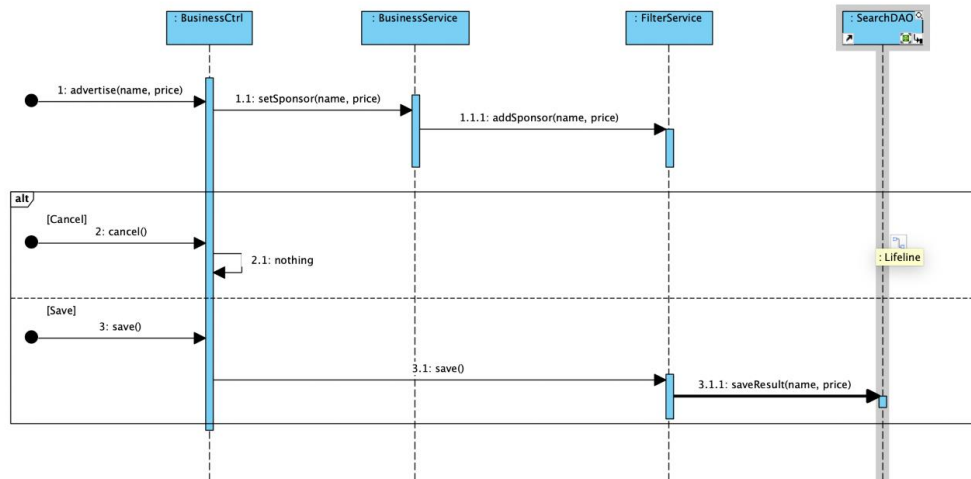 : BusinessCtrl
: BusinessService
: FilterService
: SearchDAO
1: advertise(name, price)
1.1: setSponsor(name, price)
1.1.1: addSponsor(name, price)
alt
[Cancel]
2: cancel()
2.1: nothing
: Lifeline
[Save]
3: save()
3.1: save()
3.1.1: saveResult(name, price)